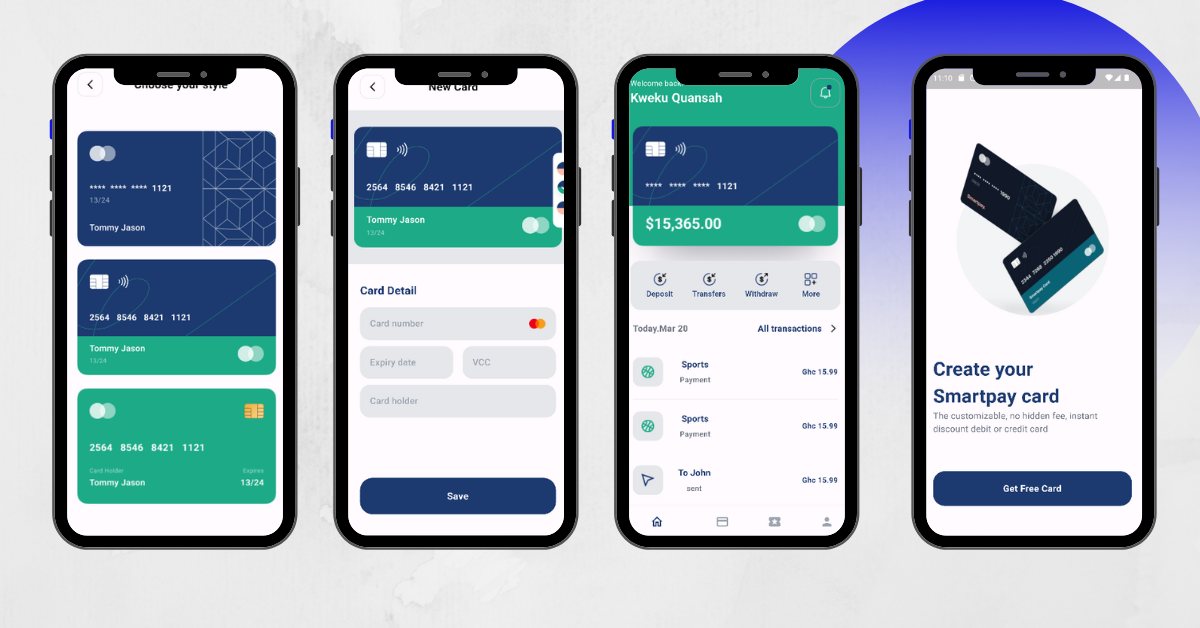 Choose your style
**** **** **** 1121
13/24
Tommy Jason
2564 8546 8421 1121
Tommy Jason
13/24
2564 8546 8421 1121
Card Holder
Expires
Tommy Jason
13/24
New Card
2564 8546 8421 1121
Tommy Jason
13/24
Card Detail
Card number
Expiry date
VCC
Card holder
Save
Welcome back
Kweku Quansah
**** **** **** 1121
$15,365.00
Deposit
Transfers
Withdraw
More
Today.Mar 20
All transactions
Sports
Payment
Ghc 15.99
Sports
Payment
Ghc 15.99
To John
sent
Ghc 15.99
11:10
Smartpay
Smartpay Card
Create your
Smartpay card
The customizable, no hidden fee, instant
discount debit or credit card
Get Free Card